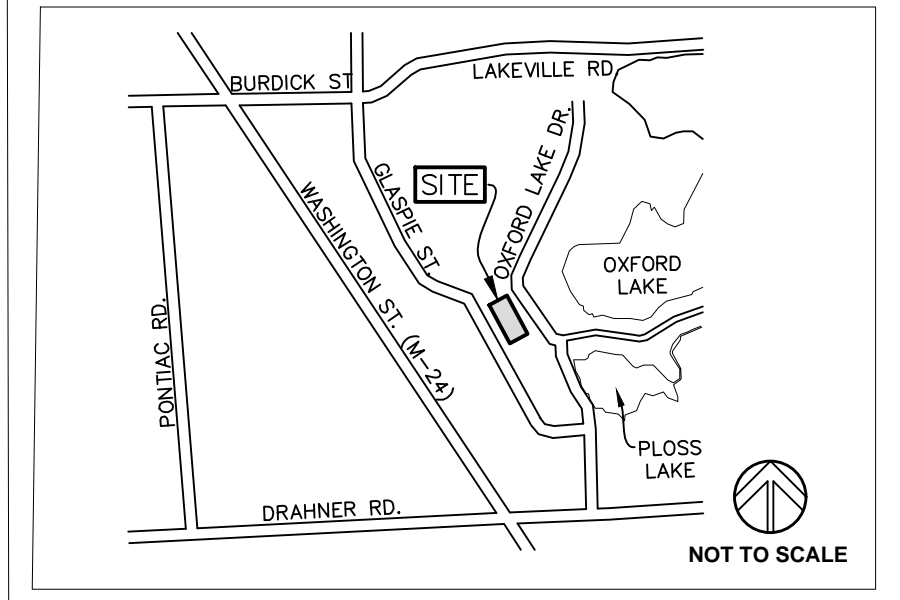 BURDICK ST
LAKEVILLE RD
OXFORD LAKE DR.
GLASPIE ST.
SITE
WASHINGTON ST. (M-24)
OXFORD
LAKE
PONTIAC RD.
PLOSS
LAKE
DRAHNER RD.
NOT TO SCALE